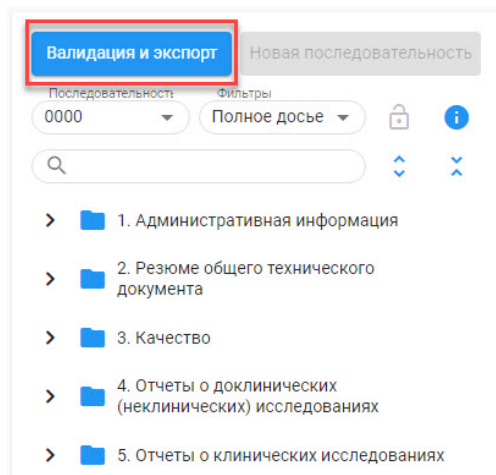 Валидация и экспорт Новая последовательность
Последовательность Фильтры
0000 Полное досье
1. Административная информация
2. Резюме общего технического
документа
3. Качество
4. Отчеты о доклинических
(неклинических) исследованиях
5. Отчеты о клинических исследованиях